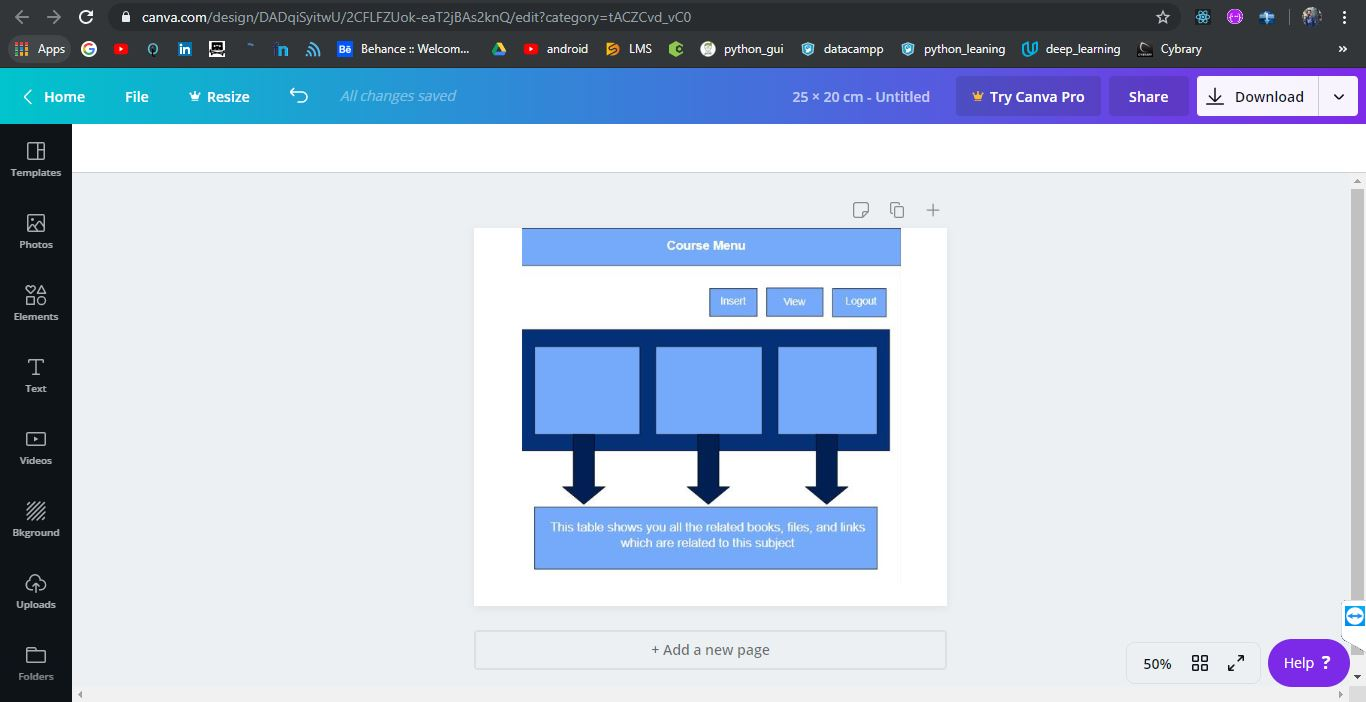 canva.com/design/DADqiSyitwU/2CFLFZUok-eaT2jBAs2knQ/edit?category=tACZCvd_vC0
Apps
Bē Behance :: Welcom...
android
LMS
python_gui
datacampp
python_leaning
deep_learning
Cybrary
»
Home
File
Resize
All changes saved
25 × 20 cm - Untitled
Try Canva Pro
Share
Download
Templates
Photos
Elements
Text
Videos
Bkground
Uploads
Folders
Course Menu
Insert
View
Logout
This table shows you all the related books, files, and links
which are related to this subject
+ Add a new page
50%
Help ?